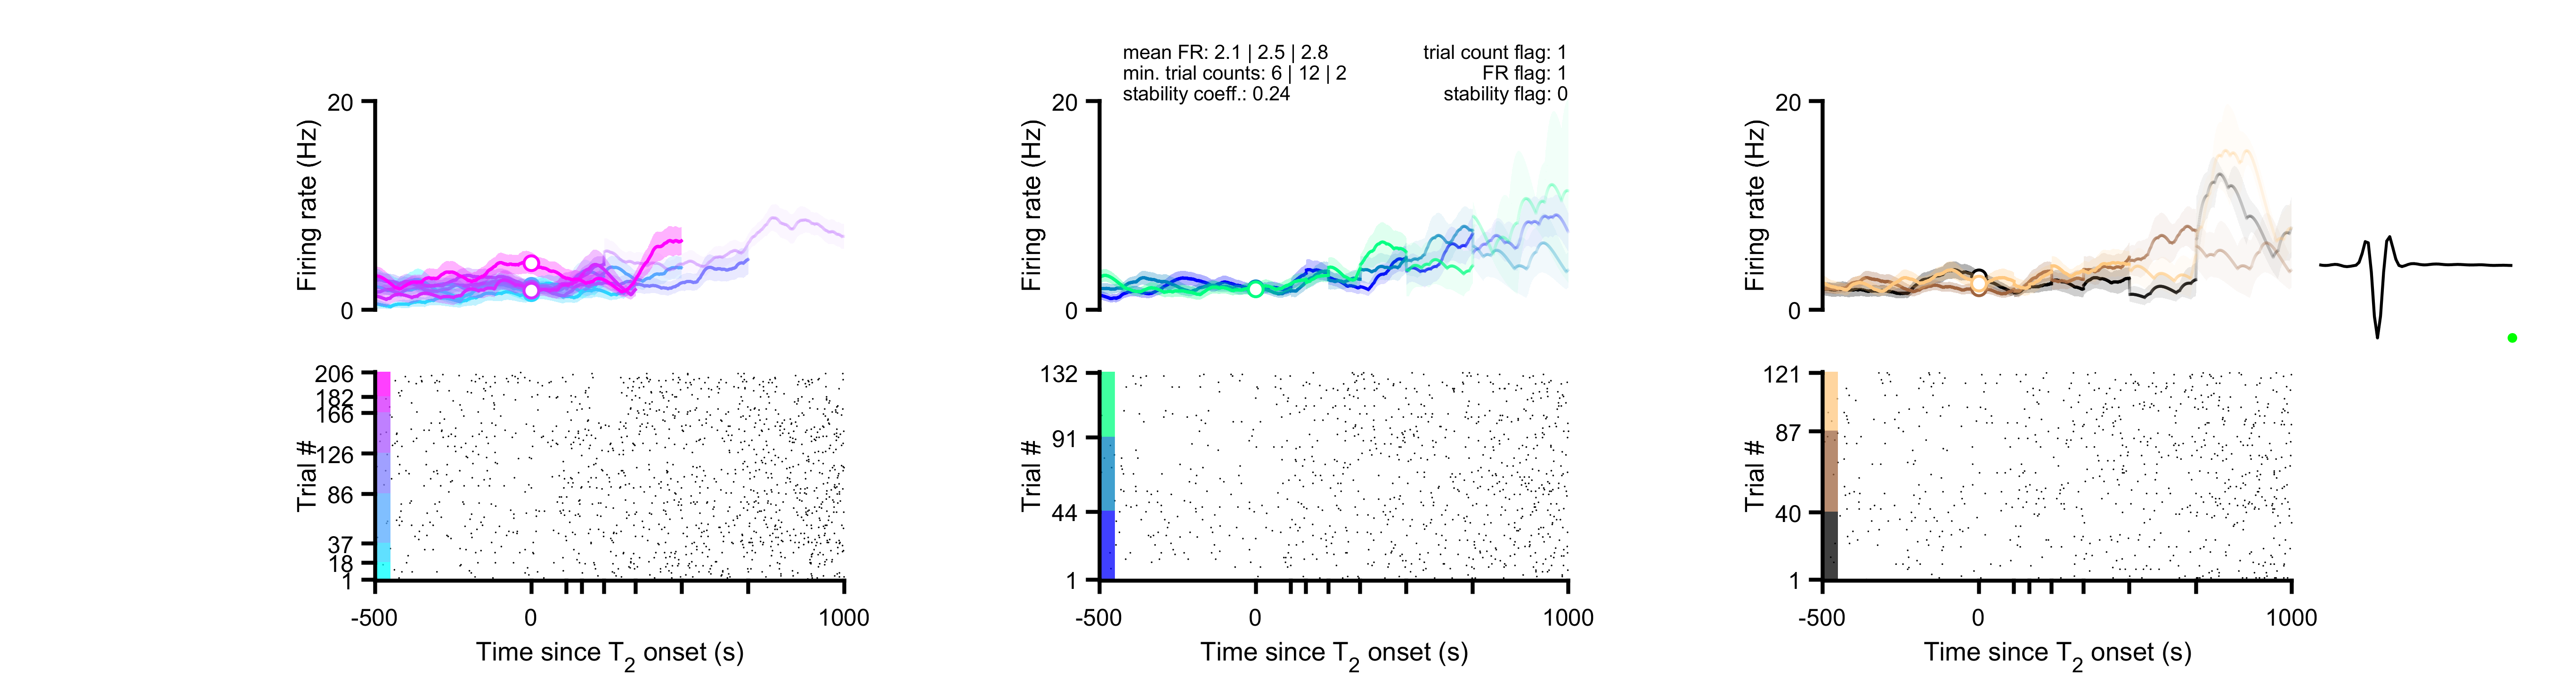 mean FR: 2.1 | 2.5 | 2.8
min. trial counts: 6 | 12 | 2
stability coeff.: 0.24
trial count flag: 1
FR flag: 1
stability flag: 0
20
0
Firing rate (Hz)
20
0
Firing rate (Hz)
20
0
Firing rate (Hz)
206
182
166
126
86
37
18
1
Trial #
-500
0
1000
Time since T2 onset (s)
132
91
44
1
Trial #
-500
0
1000
Time since T2 onset (s)
121
87
40
1
Trial #
-500
0
1000
Time since T2 onset (s)